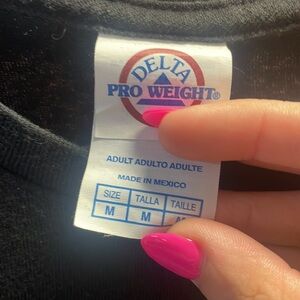 DELTA
PRO WEIGHT®
ADULT ADULTO ADULTE
MADE IN MEXICO
SIZE TALLA TAILLE
M M